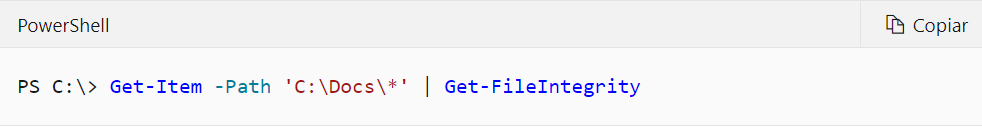 PowerShell
Copiar
PS C:\> Get-Item -Path 'C:\Docs\*' | Get-FileIntegrity